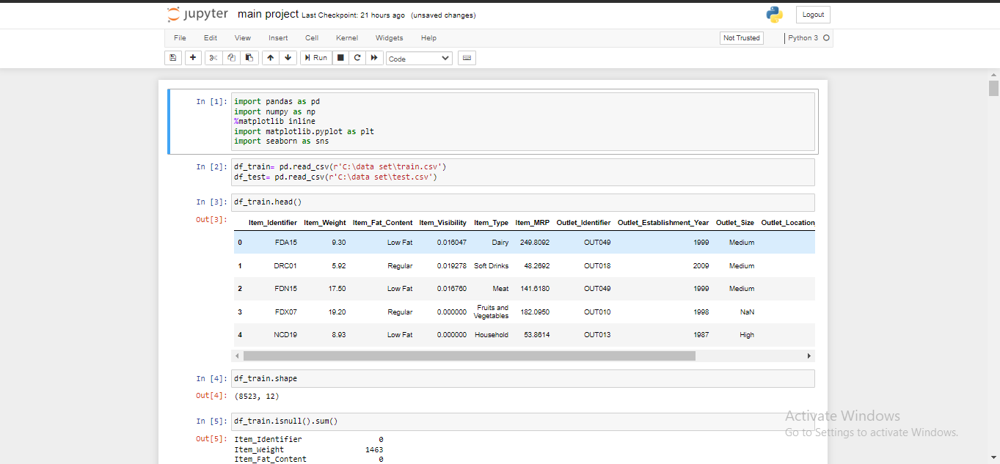 jupyter main project Last Checkpoint: 21 hours ago (unsaved changes) Logout
File Edit View Insert Cell Kernel Widgets Help Not Trusted Python 3
Run Code
In [1]: import pandas as pd
import numpy as np
%matplotlib inline
import matplotlib.pyplot as plt
import seaborn as sns
In [2]: df_train= pd.read_csv(r'C:\data set\train.csv')
df_test= pd.read_csv(r'C:\data set\test.csv')
In [3]: df_train.head()
Out[3]:
Item_Identifier Item_Weight Item_Fat_Content Item_Visibility Item_Type Item_MRP Outlet_Identifier Outlet_Establishment_Year Outlet_Size Outlet_Location
0 FDA15 9.30 Low Fat 0.016047 Dairy 249.8092 OUT049 1999 Medium
1 DRC01 5.92 Regular 0.019278 Soft Drinks 48.2692 OUT018 2009 Medium
2 FDN15 17.50 Low Fat 0.016760 Meat 141.6180 OUT049 1999 Medium
3 FDX07 19.20 Regular 0.000000 Fruits and Vegetables 182.0950 OUT010 1998 NaN
4 NCD19 8.93 Low Fat 0.000000 Household 53.8614 OUT013 1987 High
In [4]: df_train.shape
Out[4]: (8523, 12)
In [5]: df_train.isnull().sum()
Out[5]: Item_Identifier 0
Item_Weight 1463
Item_Fat_Content 0
Activate Windows
Go to Settings to activate Windows.